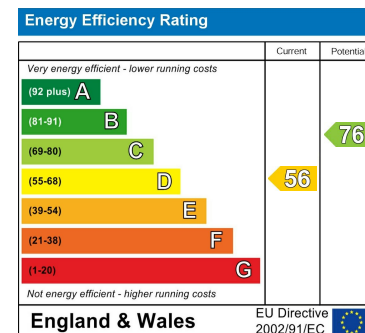 Energy Efficiency Rating
Current Potentia
Very energy efficient - lower running costs
(92 plus) A
(81-91) B
(69-80) C
(55-68) D
(39-54) E
(21-38) F
(1-20) G
76
56
Not energy efficient - higher running costs
England & Wales
EU Directive
2002/91/EC